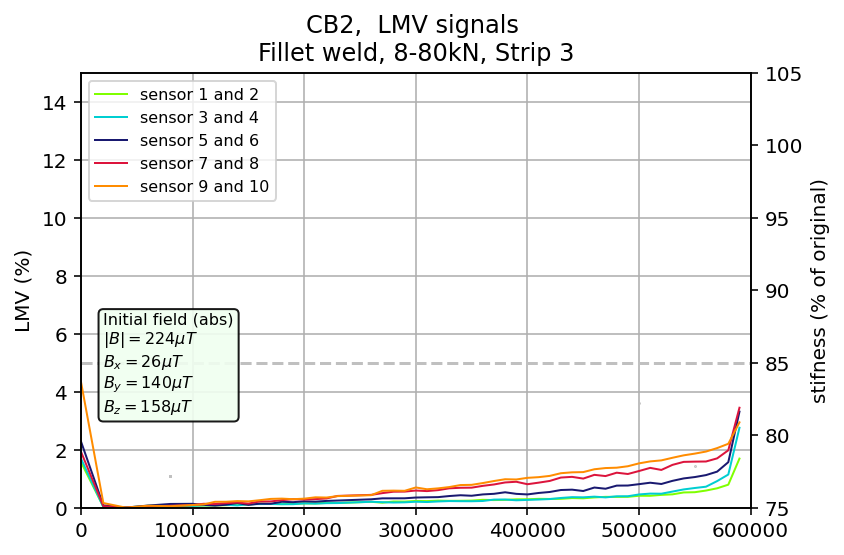 CB2,  LMV signals
Fillet weld, 8-80kN, Strip 3
sensor 1 and 2
sensor 3 and 4
sensor 5 and 6
sensor 7 and 8
sensor 9 and 10
Initial field (abs)
|B| = 224μT
Bₓ = 26μT
B_y = 140μT
B_z = 158μT
LMV (%)
14
12
10
8
6
4
2
0
stifness (% of original)
105
100
95
90
85
80
75
0
100000
200000
300000
400000
500000
600000